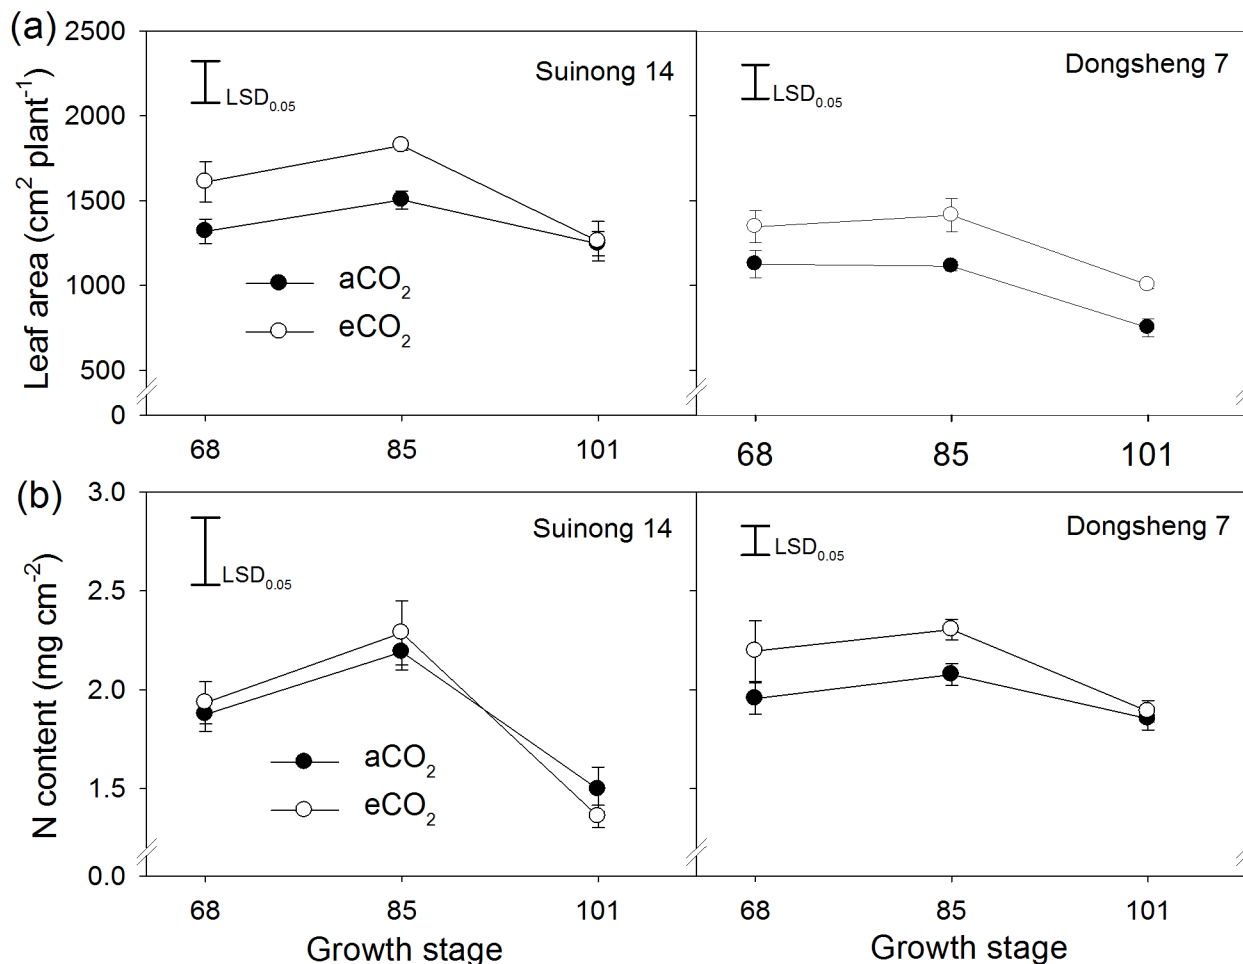 (a)
Leaf area (cm² plant⁻¹)
2500
2000
1500
1000
500
0
Suinong 14
LSD0.05
aCO₂
eCO₂
68 85 101
Dongsheng 7
LSD0.05
68 85 101
(b)
N content (mg cm⁻²)
3.0
2.5
2.0
1.5
0.0
Suinong 14
LSD0.05
aCO₂
eCO₂
68 85 101
Growth stage
Dongsheng 7
LSD0.05
68 85 101
Growth stage